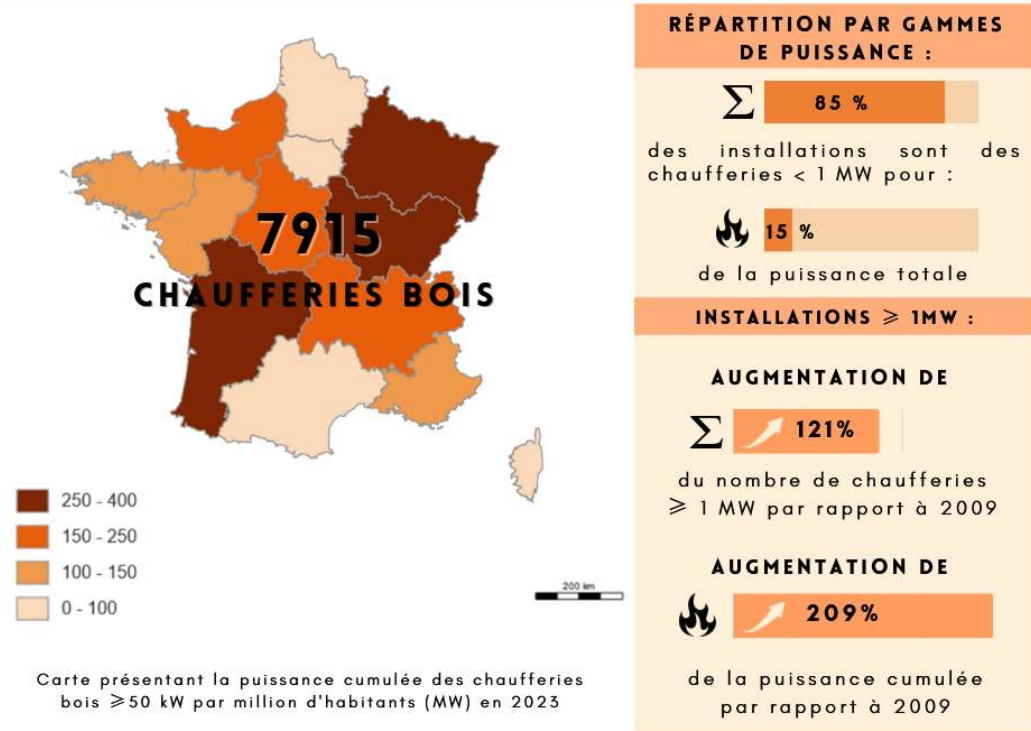 7915
CHAUFFERIES BOIS
250 - 400
150 - 250
100 - 150
0 - 100
200 km
Carte présentant la puissance cumulée des chaufferies
bois ⩾50 kW par million d'habitants (MW) en 2023
RÉPARTITION PAR GAMMES
DE PUISSANCE :
Σ 85 %
des installations sont des
chaufferies < 1 MW pour :
15 %
de la puissance totale
INSTALLATIONS ⩾ 1MW :
AUGMENTATION DE
Σ 121%
du nombre de chaufferies
⩾ 1 MW par rapport à 2009
AUGMENTATION DE
209%
de la puissance cumulée
par rapport à 2009